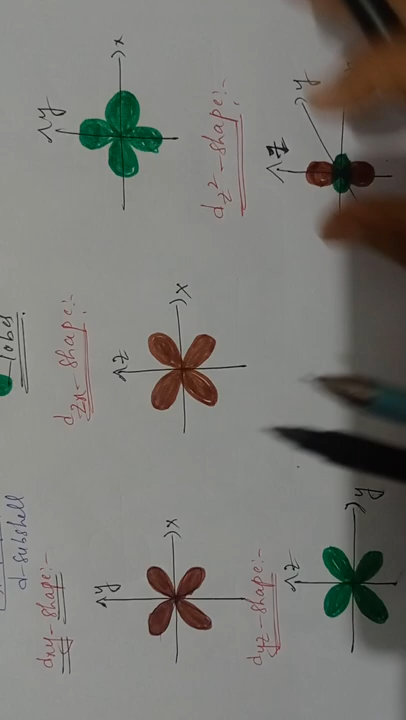 lobes
d-subshell
dxy-shape:-
y
x
dzx-shape:-
z
x
y
x
dyz-shape:-
z
y
dz²-shape:-
z
y